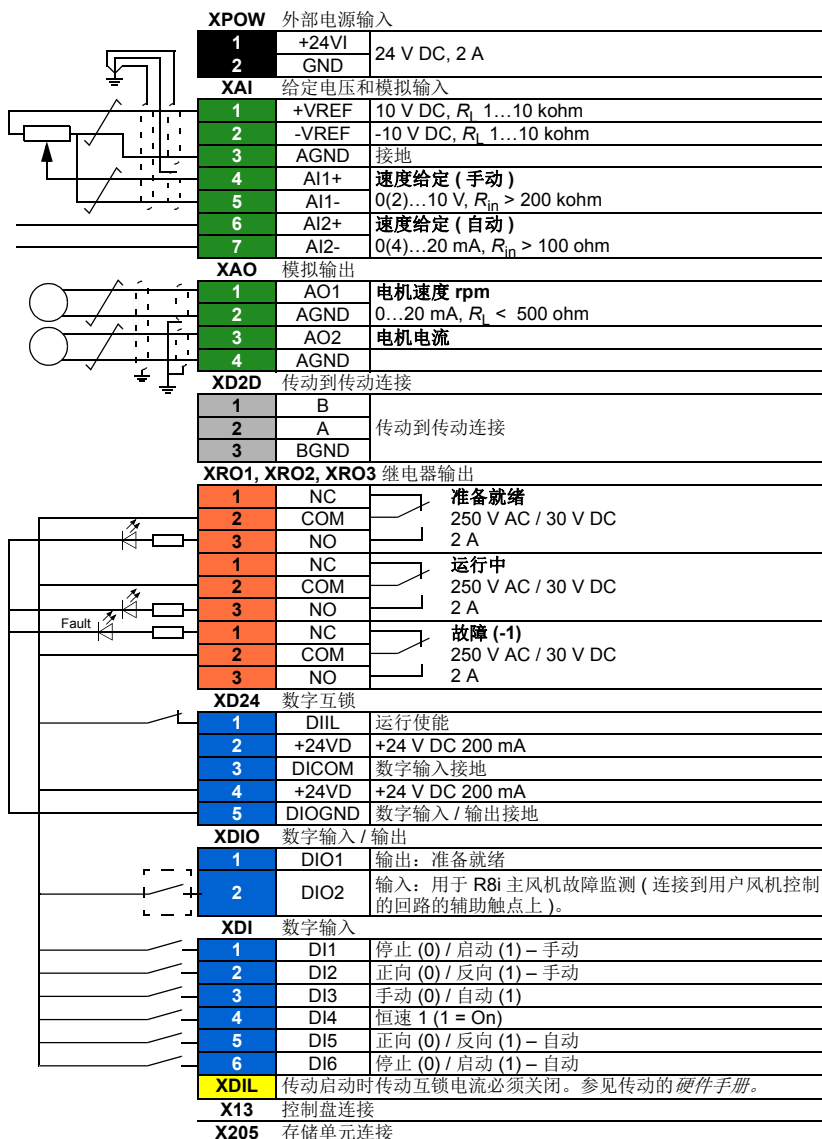 XPOW 外部电源输入
1 +24VI 24 V DC, 2 A
2 GND
XAI 给定电压和模拟输入
1 +VREF 10 V DC, RL 1…10 kohm
2 -VREF -10 V DC, RL 1…10 kohm
3 AGND 接地
4 AI1+ 速度给定 ( 手动 )
5 AI1- 0(2)…10 V, Rin > 200 kohm
6 AI2+ 速度给定 ( 自动 )
7 AI2- 0(4)…20 mA, Rin > 100 ohm
XAO 模拟输出
1 AO1 电机速度 rpm
2 AGND 0…20 mA, RL < 500 ohm
3 AO2 电机电流
4 AGND
XD2D 传动到传动连接
1 B
2 A 传动到传动连接
3 BGND
XRO1, XRO2, XRO3 继电器输出
1 NC 准备就绪
2 COM 250 V AC / 30 V DC
3 NO 2 A
1 NC 运行中
2 COM 250 V AC / 30 V DC
3 NO 2 A
Fault 1 NC 故障 (-1)
2 COM 250 V AC / 30 V DC
3 NO 2 A
XD24 数字互锁
1 DIIL 运行使能
2 +24VD +24 V DC 200 mA
3 DICOM 数字输入接地
4 +24VD +24 V DC 200 mA
5 DIOGND 数字输入 / 输出接地
XDIO 数字输入 / 输出
1 DIO1 输出：准备就绪
2 DIO2 输入：用于 R8i 主风机故障监测 ( 连接到用户风机控制
的回路的辅助触点上 )。
XDI 数字输入
1 DI1 停止 (0) / 启动 (1) – 手动
2 DI2 正向 (0) / 反向 (1) – 手动
3 DI3 手动 (0) / 自动 (1)
4 DI4 恒速 1 (1 = On)
5 DI5 正向 (0) / 反向 (1) – 自动
6 DI6 停止 (0) / 启动 (1) – 自动
XDIL 传动启动时传动互锁电流必须关闭。参见传动的硬件手册。
X13 控制盘连接
X205 存储单元连接